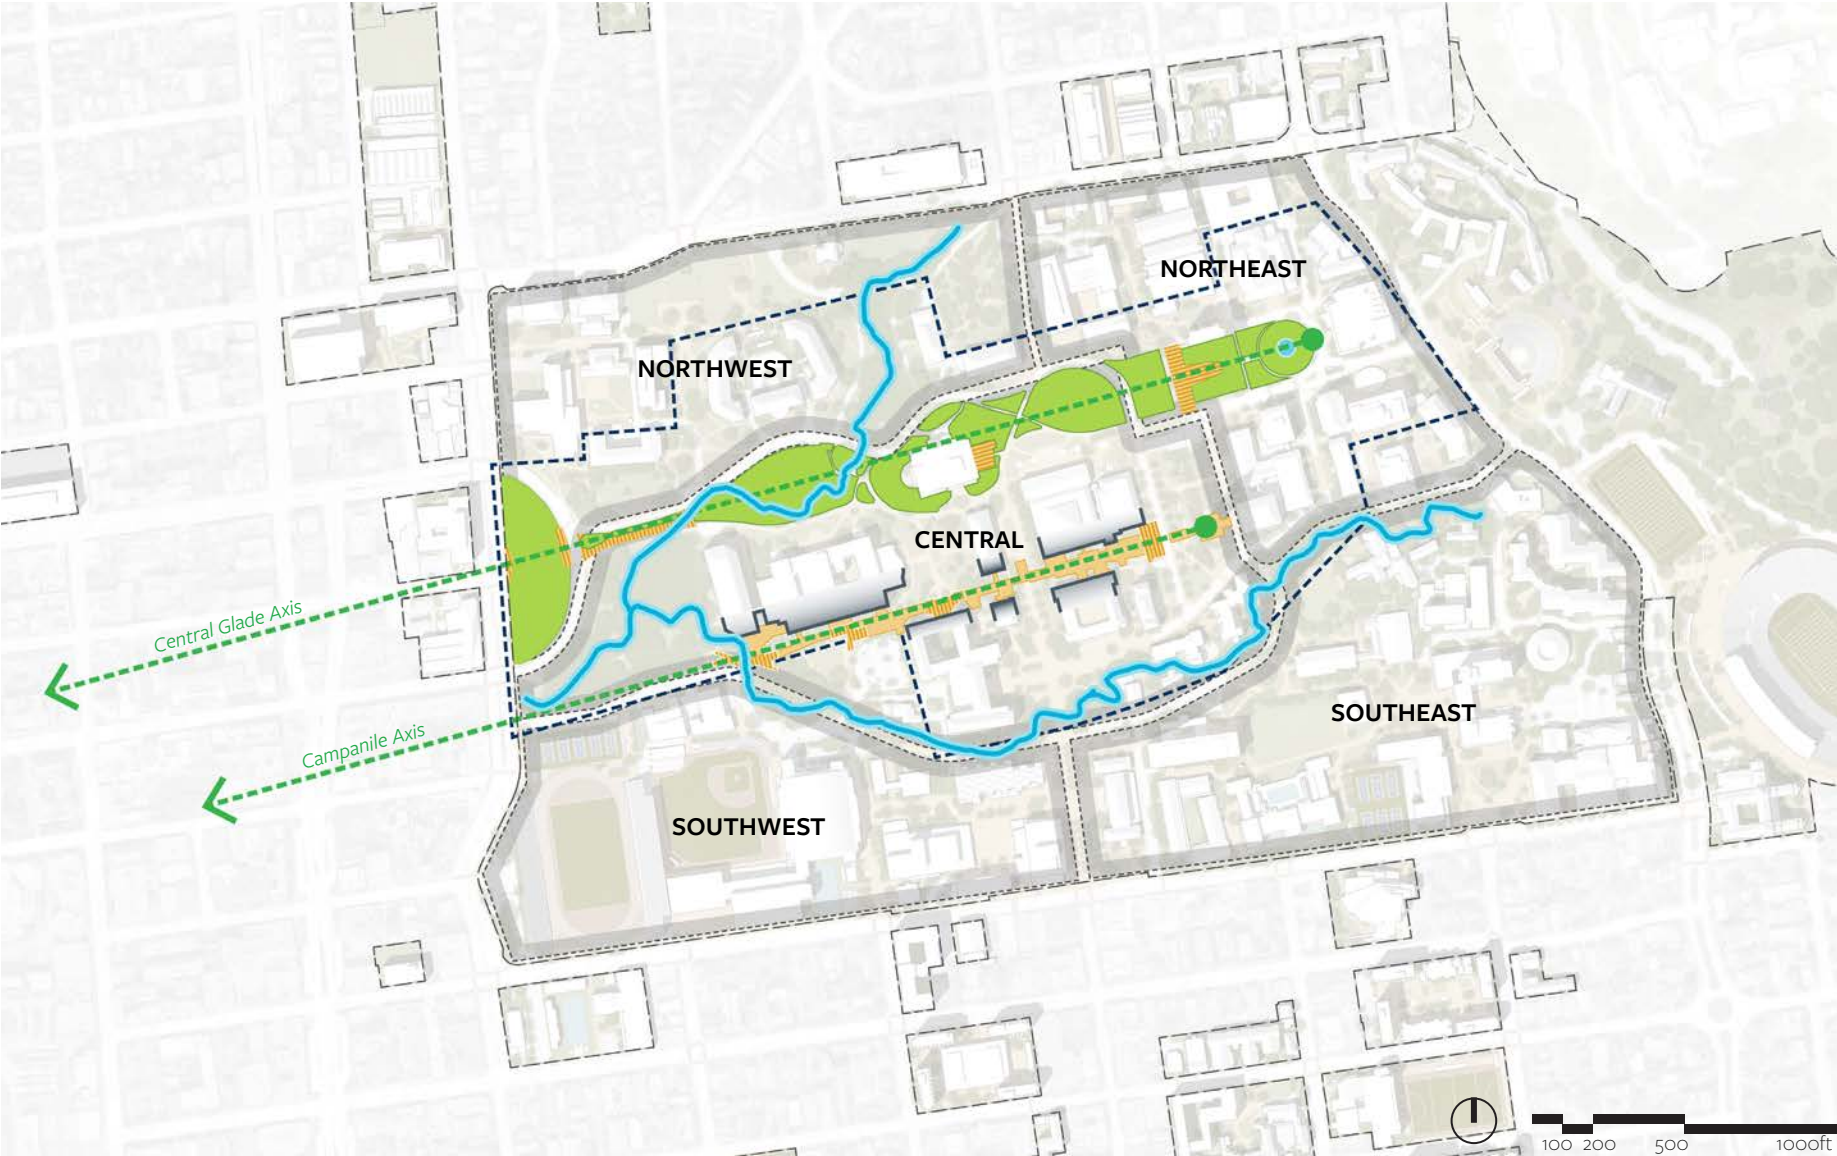 NORTHEAST
NORTHWEST
CENTRAL
Central Glade Axis
Campanile Axis
SOUTHEAST
SOUTHWEST
100 200 500 1000ft